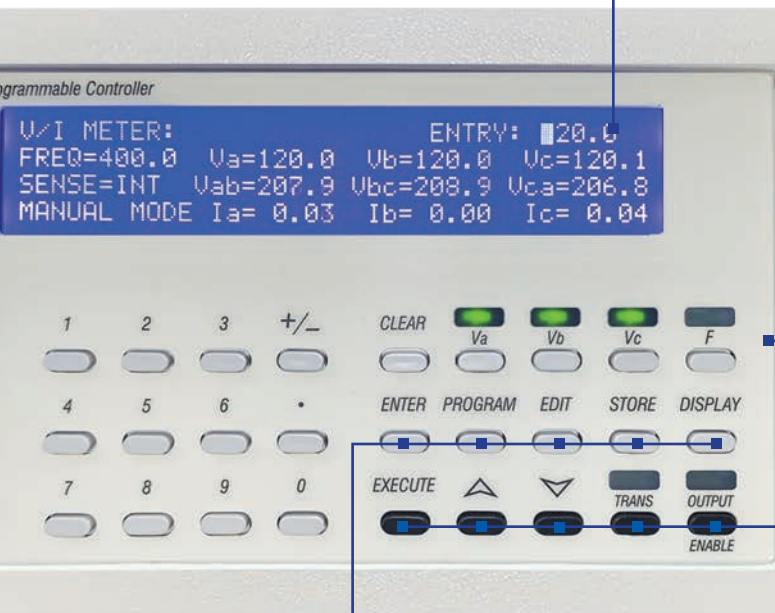 ogrammable Controller
V/I METER: ENTRY: 20.0
FREQ=400.0 Va=120.0 Vb=120.0 Vc=120.1
SENSE=INT Vab=207.9 Vbc=208.9 Vca=206.8
MANUAL MODE Ia= 0.03 Ib= 0.00 Ic= 0.04
1 2 3 +/− CLEAR Va Vb Vc F
4 5 6 . ENTER PROGRAM EDIT STORE DISPLAY
7 8 9 0 EXECUTE TRANS OUTPUT
ENABLE